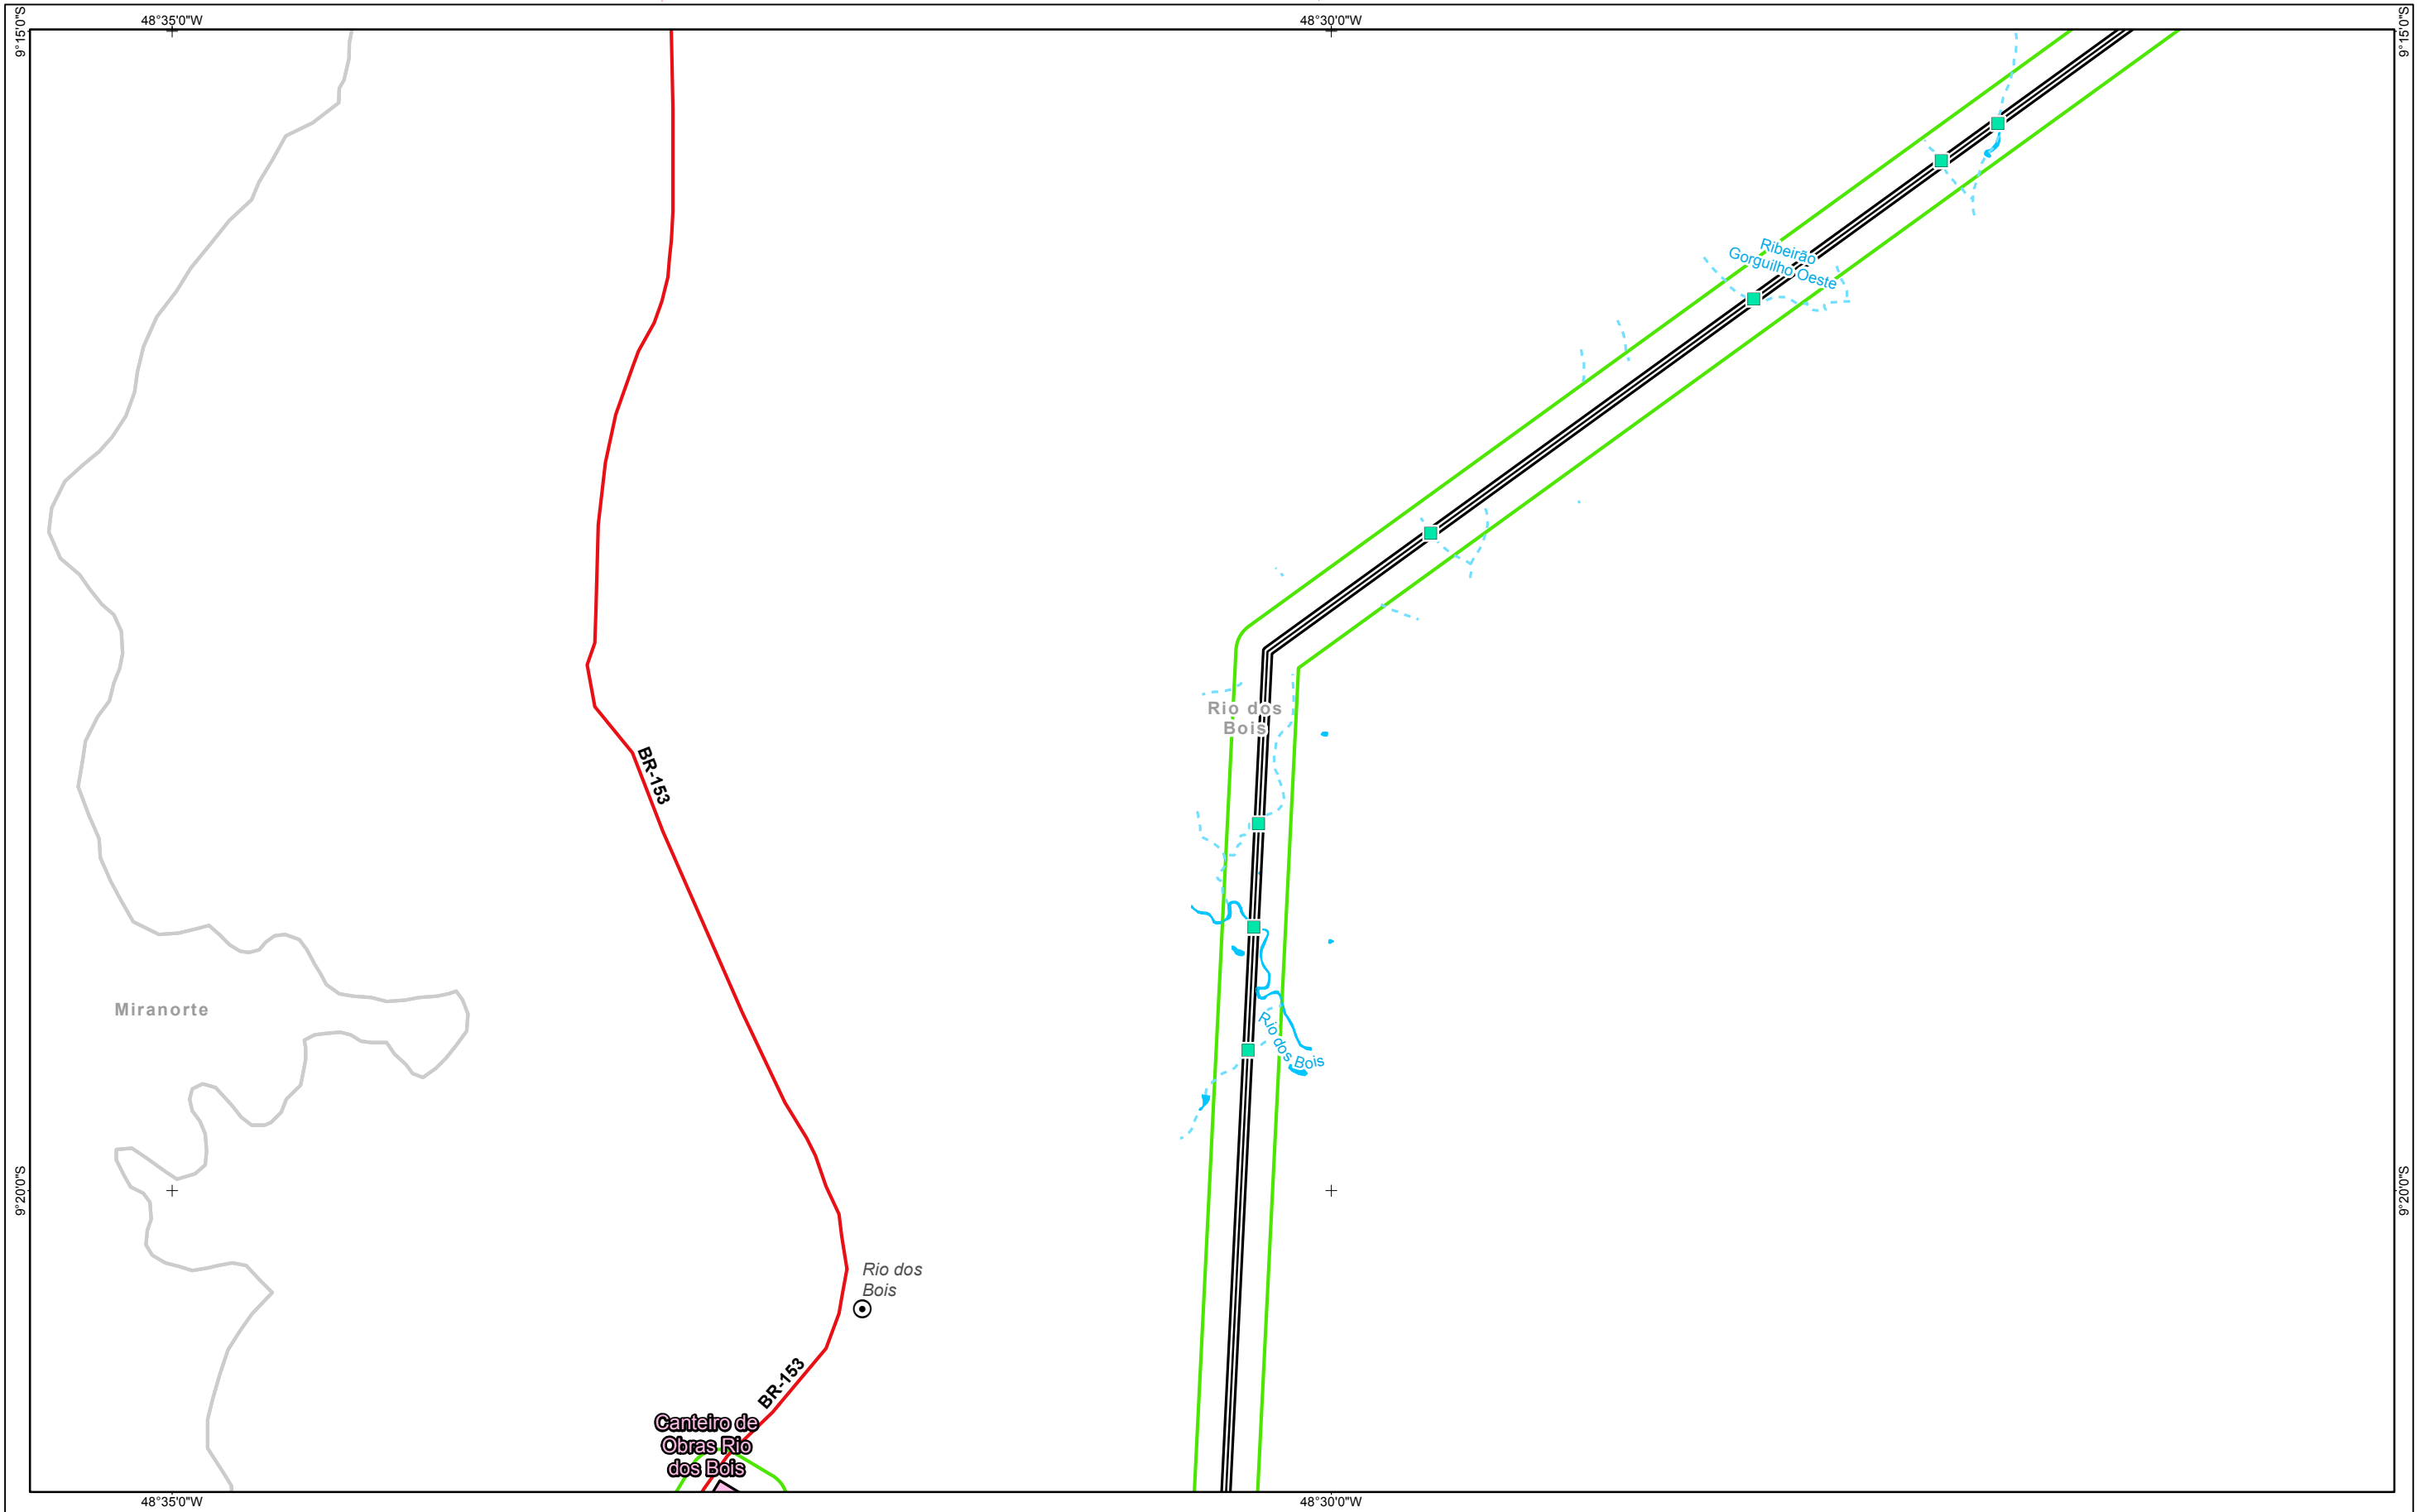 48°35'0"W
48°30'0"W
9°15'0"S
9°15'0"S
Ribeirão
Gorguilho Oeste
Rio dos
Bois
BR-153
Miranorte
Rio dos Bois
9°20'0"S
9°20'0"S
Rio dos
Bois
BR-153
Canteiro de
Obras Rio
dos Bois
48°35'0"W
48°30'0"W